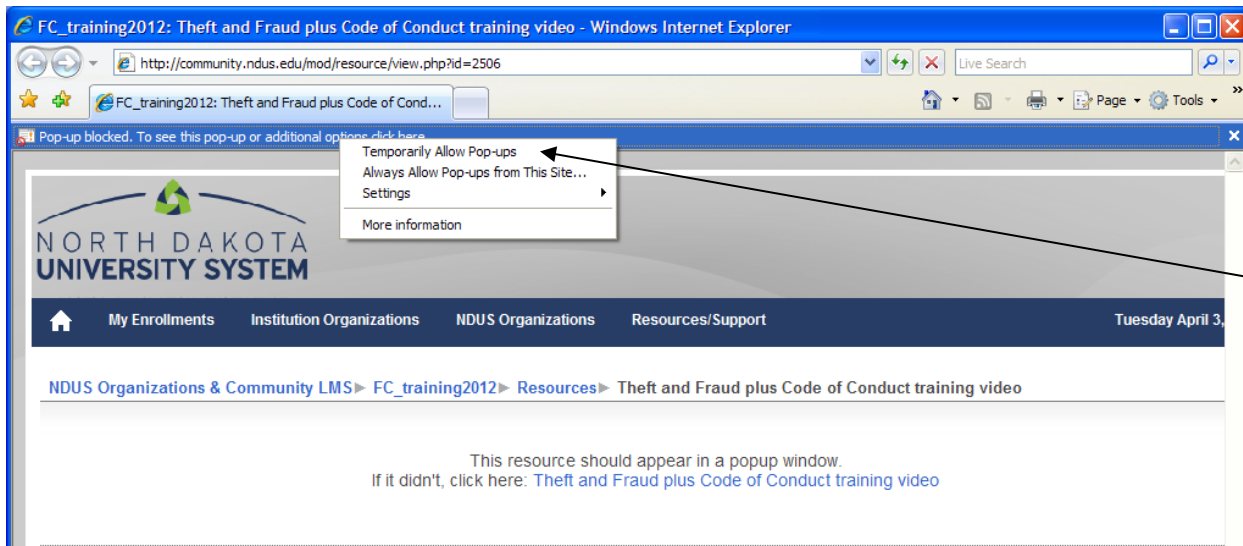 FC_training2012: Theft and Fraud plus Code of Conduct training video - Windows Internet Explorer
http://community.ndus.edu/mod/resource/view.php?id=2506
Live Search
FC_training2012: Theft and Fraud plus Code of Cond...
Page
Tools
»
Pop-up blocked. To see this pop-up or additional options click here...
Temporarily Allow Pop-ups
Always Allow Pop-ups from This Site...
Settings
More information
NORTH DAKOTA
UNIVERSITY SYSTEM
My Enrollments Institution Organizations NDUS Organizations Resources/Support Tuesday April 3,
NDUS Organizations & Community LMS► FC_training2012► Resources► Theft and Fraud plus Code of Conduct training video
This resource should appear in a popup window.
If it didn't, click here: Theft and Fraud plus Code of Conduct training video